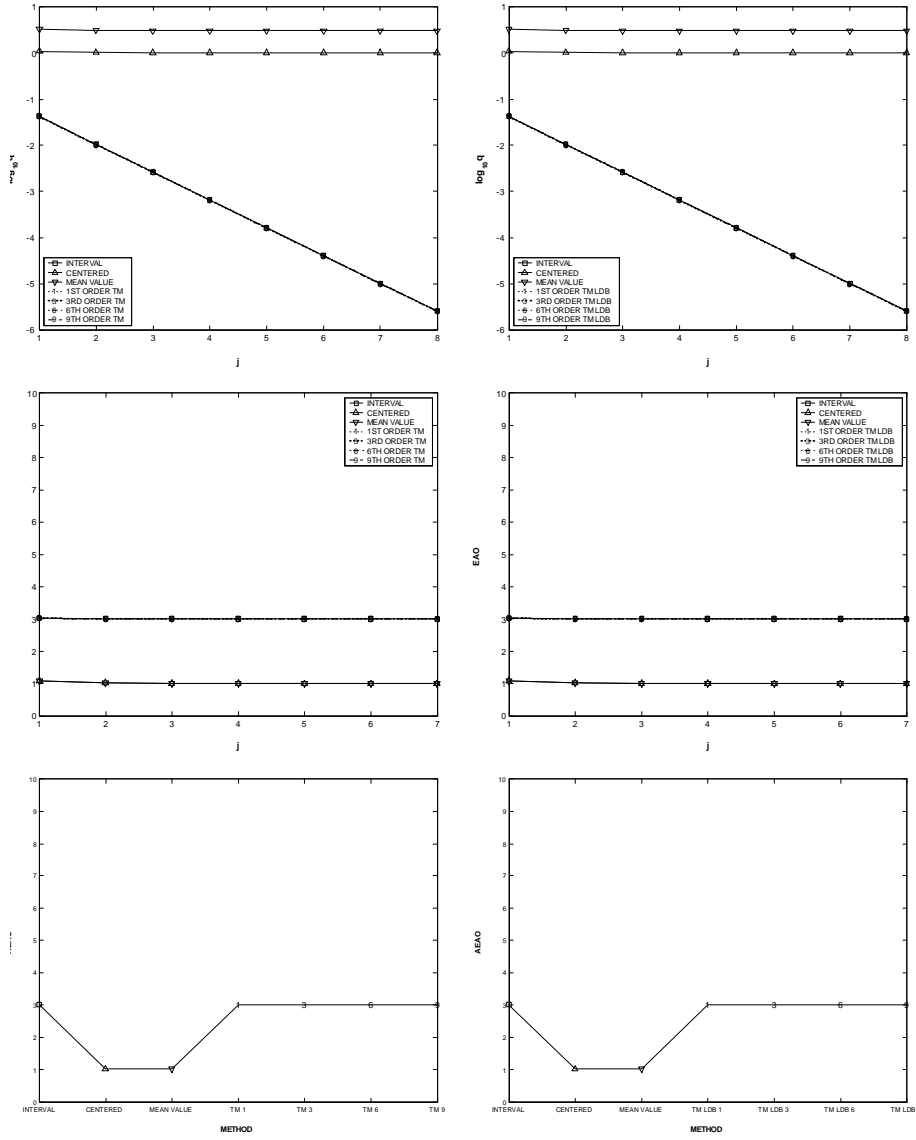 1
0
-1
-2
-3
-4
-5
-6
INTERVAL
CENTERED
MEAN VALUE
1ST ORDER TM
3RD ORDER TM
6TH ORDER TM
9TH ORDER TM
1 2 3 4 5 6 7 8
j
1
0
-1
-2
-3
-4
-5
-6
log10 q
INTERVAL
CENTERED
MEAN VALUE
1ST ORDER TM LDB
3RD ORDER TM LDB
6TH ORDER TM LDB
9TH ORDER TM LDB
1 2 3 4 5 6 7 8
j
10
9
8
7
6
5
4
3
2
1
0
INTERVAL
CENTERED
MEAN VALUE
1ST ORDER TM
3RD ORDER TM
6TH ORDER TM
9TH ORDER TM
1 2 3 4 5 6 7
j
10
9
8
7
6
5
4
3
2
1
0
EAO
INTERVAL
CENTERED
MEAN VALUE
1ST ORDER TM LDB
3RD ORDER TM LDB
6TH ORDER TM LDB
9TH ORDER TM LDB
1 2 3 4 5 6 7
j
10
9
8
7
6
5
4
3
2
1
0
1 3 6 9
INTERVAL CENTERED MEAN VALUE TM 1 TM 3 TM 6 TM 9
METHOD
10
9
8
7
6
5
4
3
2
1
0
AEAO
1 3 6 9
INTERVAL CENTERED MEAN VALUE TM LDB 1 TM LDB 3 TM LDB 6 TM LDB
METHOD